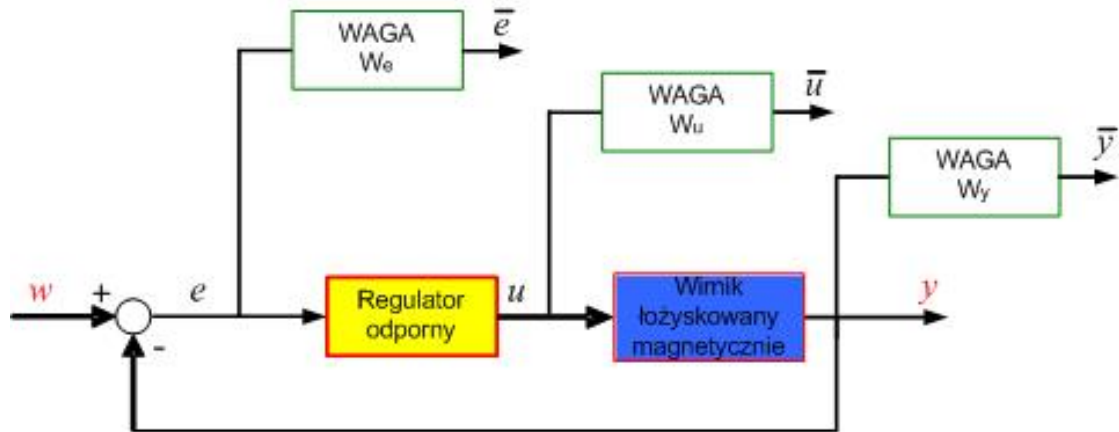 WAGA
We
e̅
WAGA
Wu
u̅
WAGA
Wy
y̅
w
+
-
e
Regulator
odporny
u
Wirnik
łożyskowany
magnetycznie
y